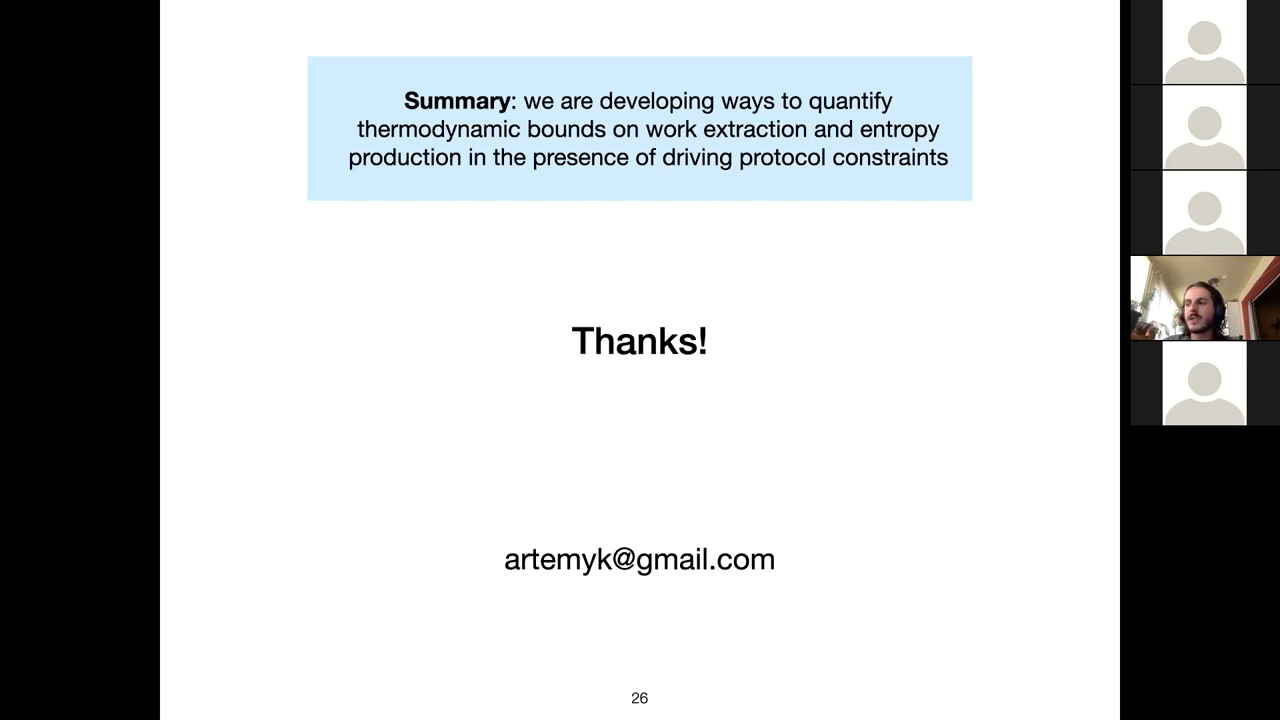 Summary: we are developing ways to quantify
thermodynamic bounds on work extraction and entropy
production in the presence of driving protocol constraints
Thanks!
artemyk@gmail.com
26